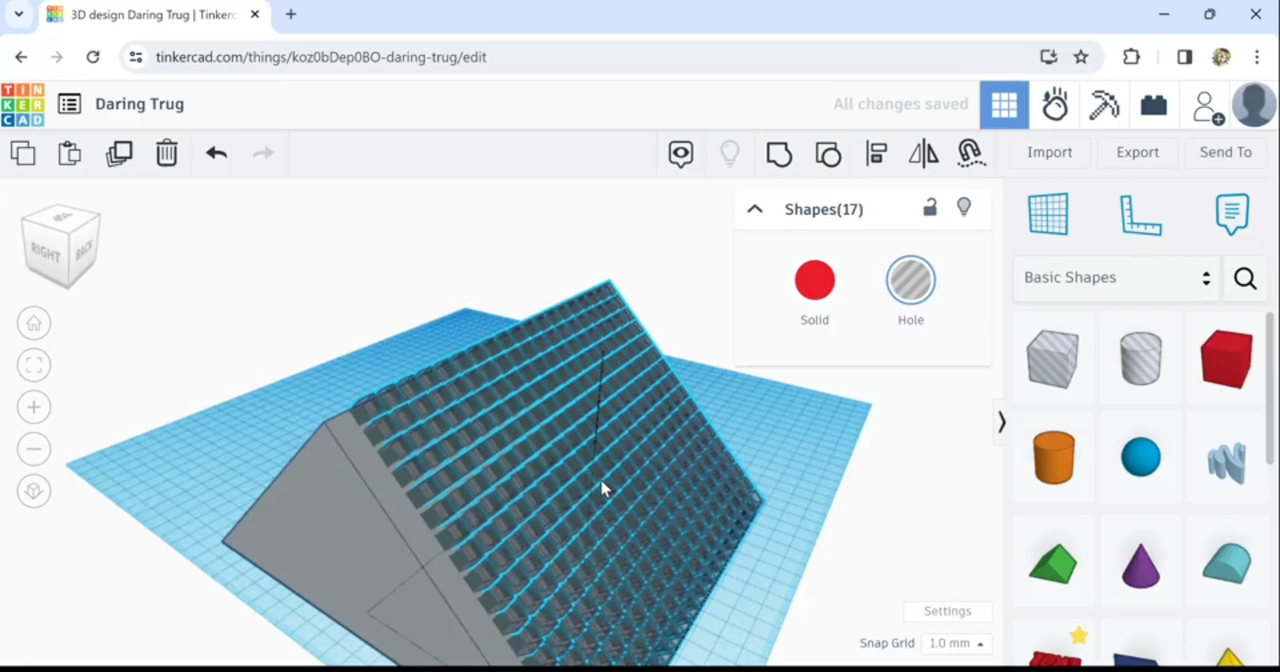 3D design Daring Trug | Tinkerc
tinkercad.com/things/koz0bDep0BO-daring-trug/edit
TIN
KER
CAD
Daring Trug
All changes saved
Import
Export
Send To
Shapes(17)
Solid
Hole
Basic Shapes
TOP
RIGHT
BACK
Settings
Snap Grid
1.0 mm